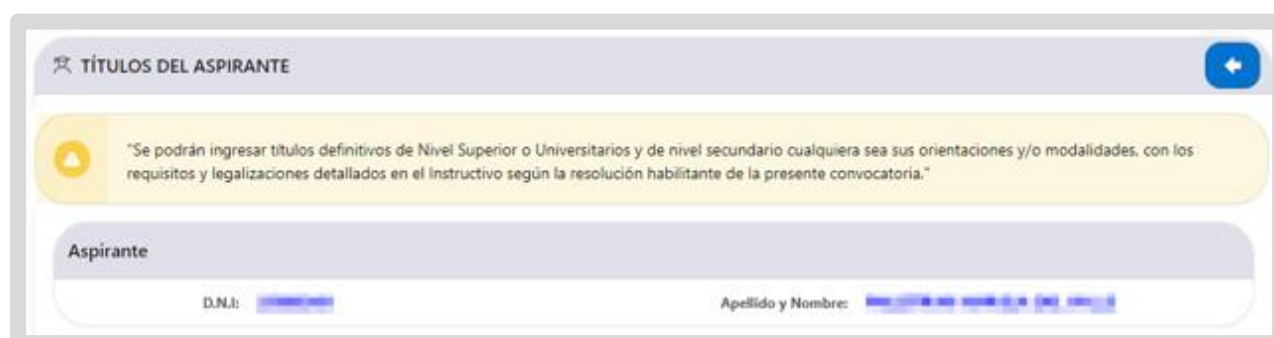 TÍTULOS DEL ASPIRANTE
"Se podrán ingresar títulos definitivos de Nivel Superior o Universitarios y de nivel secundario cualquiera sea sus orientaciones y/o modalidades, con los
requisitos y legalizaciones detallados en el Instructivo según la resolución habilitante de la presente convocatoria."
Aspirante
D.N.I:
Apellido y Nombre: